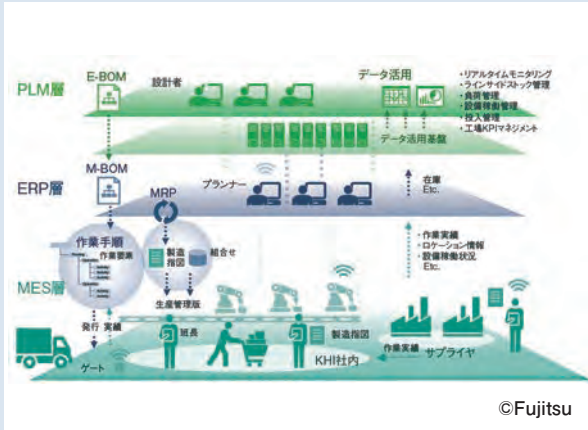 PLM層
E-BOM
設計者
データ活用
・リアルタイムモニタリング
・ラインサイドストック管理
・負荷管理
・設備稼働管理
・投入管理
・工場KPIマネジメント
データ活用基盤
ERP層
M-BOM
MRP
プランナー
在庫
Etc.
MES層
作業手順
作業要素
製造
指図
組合せ
生産管理版
・作業実績
・ロケーション情報
・設備稼働状況
Etc.
発行
実績
ゲート
班長
製造指図
KHI社内
作業実績
サプライヤ
©Fujitsu